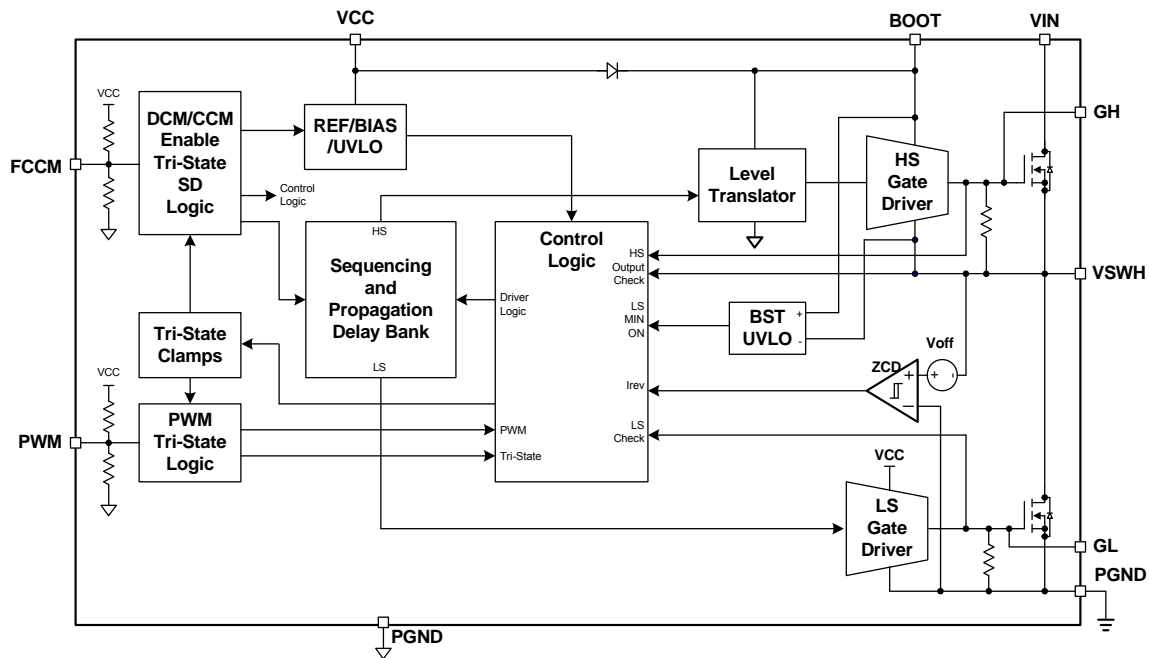 VCC
BOOT
VIN
VCC
DCM/CCM
Enable
Tri-State
SD
Logic
REF/BIAS
/UVLO
GH
FCCM
Control
Logic
Level
Translator
HS
Gate
Driver
HS
Sequencing
and
Propagation
Delay Bank
LS
Control
Logic
Driver
Logic
HS
Output
Check
LS
MIN
ON
Irev
LS
Check
PWM
Tri-State
VSWH
BST
UVLO
+
-
Voff
+
-
ZCD
+
−
Tri-State
Clamps
VCC
PWM
PWM
Tri-State
Logic
VCC
LS
Gate
Driver
GL
PGND
PGND